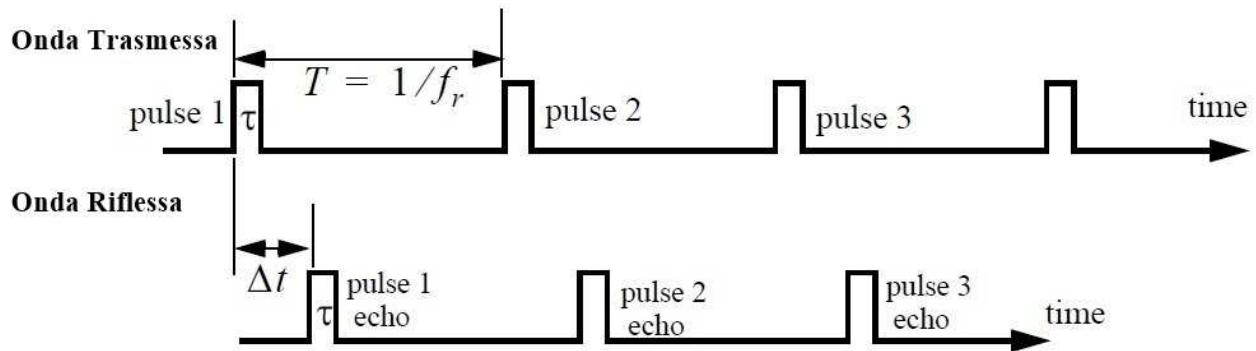 Onda Trasmessa
T = 1/f_r
pulse 1
τ
pulse 2
pulse 3
time
Onda Riflessa
Δt
τ
pulse 1
echo
pulse 2
echo
pulse 3
echo
time